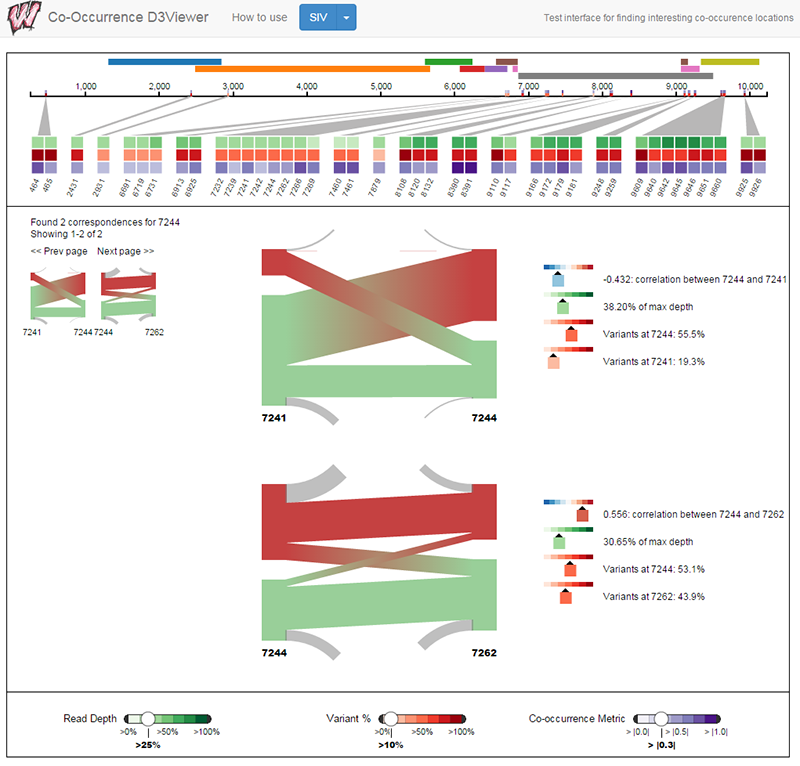 W Co-Occurrence D3Viewer How to use SIV Test interface for finding interesting co-occurence locations
1,000 2,000 3,000 4,000 5,000 6,000 7,000 8,000 9,000 10,000
464 465 2431 2931 6691 6719 6731 6913 6925 7232 7239 7241 7242 7244 7262 7266 7269 7460 7461 7879 8108 8120 8132 8390 8391 9110 9117 9166 9172 9179 9181 9248 9259 9609 9640 9642 9645 9646 9651 9660 9925 9926
Found 2 correspondences for 7244
Showing 1-2 of 2
<< Prev page Next page >>
7241 7244 7244 7262
-0.432: correlation between 7244 and 7241
38.20% of max depth
Variants at 7244: 55.5%
Variants at 7241: 19.3%
7241 7244
0.556: correlation between 7244 and 7262
30.65% of max depth
Variants at 7244: 53.1%
Variants at 7262: 43.9%
7244 7262
Read Depth Variant % Co-occurrence Metric
>0% >50% >100% >0% >50% >100% > |0.0| > |0.5| > |1.0|
>25% >10% > |0.3|